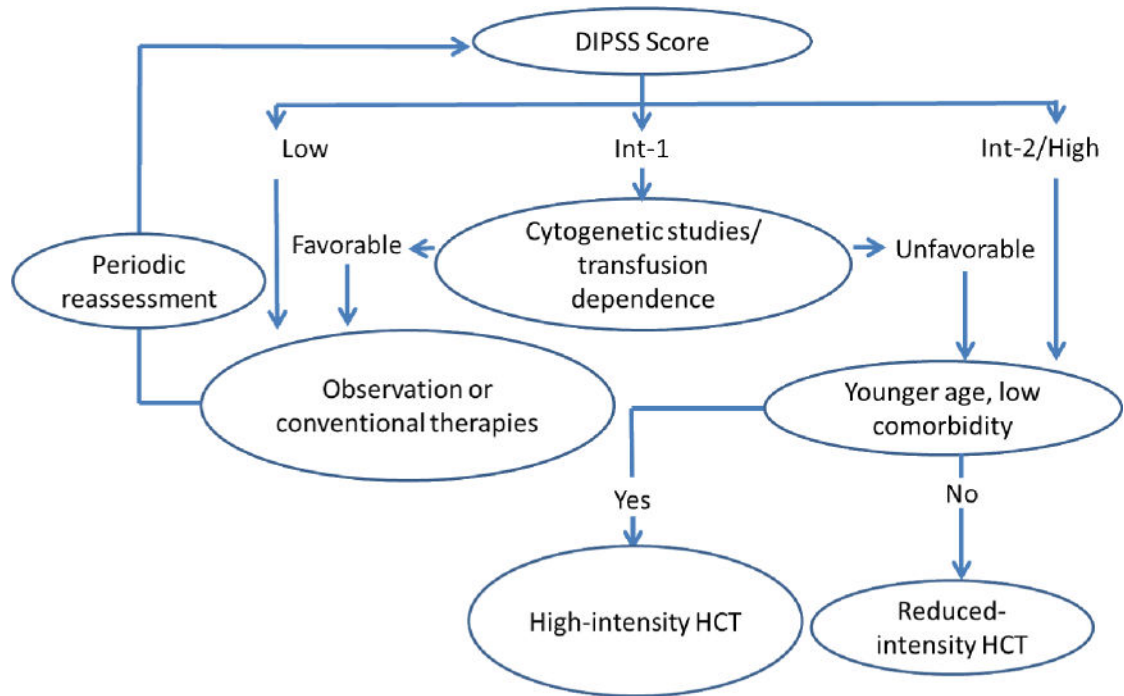 DIPSS Score
Low
Int-1
Int-2/High
Favorable
Cytogenetic studies/
transfusion
dependence
Unfavorable
Periodic
reassessment
Observation or
conventional therapies
Younger age, low
comorbidity
Yes
No
High-intensity HCT
Reduced-
intensity HCT